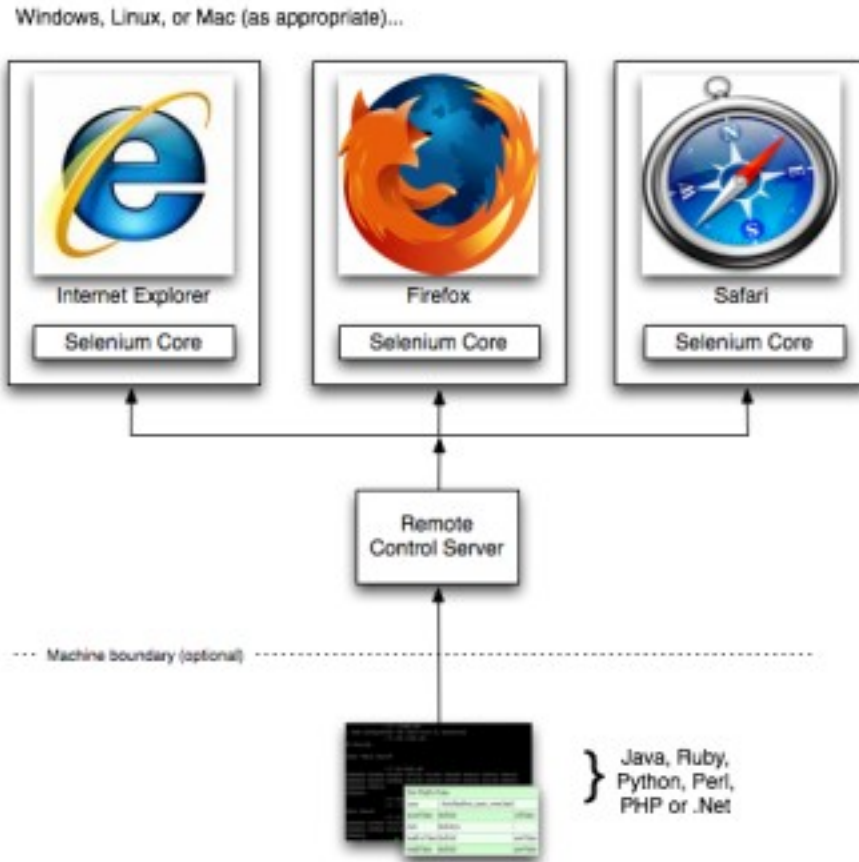 Windows, Linux, or Mac (as appropriate)...
Internet Explorer
Firefox
Safari
Selenium Core
Selenium Core
Selenium Core
Remote
Control Server
Machine boundary (optional)
Java, Ruby,
Python, Perl,
PHP or .Net